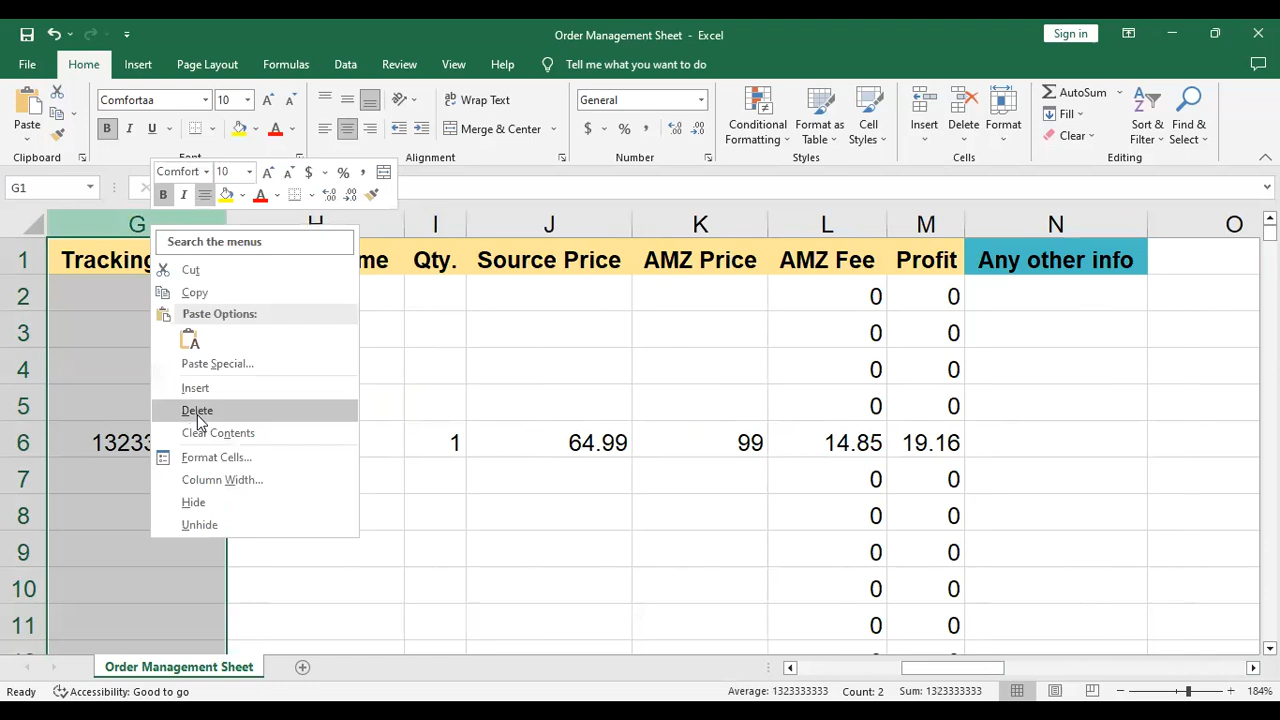 Order Management Sheet - Excel
Sign in
File Home Insert Page Layout Formulas Data Review View Help Tell me what you to do
Paste
Clipboard
Comfortaa 10
B I U
Font
Wrap Text
Merge & Center
Alignment
General
$ % ,
Number
Conditional Formatting
Format as Table
Cell Styles
Styles
Insert Delete Format
Cells
AutoSum
Fill
Clear
Sort & Filter
Find & Select
Editing
G1
Comfort 10 $ % ,
B I
G H I J K L M N O
1 Tracking me Qty. Source Price AMZ Price AMZ Fee Profit Any other info
2 0 0
3 0 0
4 0 0
5 0 0
6 13233 1 64.99 99 14.85 19.16
7 0 0
8 0 0
9 0 0
10 0 0
11 0 0
Search the menus
Cut
Copy
Paste Options:
Paste Special...
Insert
Delete
Clear Contents
Format Cells...
Column Width...
Hide
Unhide
Order Management Sheet
Ready Accessibility: Good to go Average: 1323333333 Count: 2 Sum: 1323333333 184%